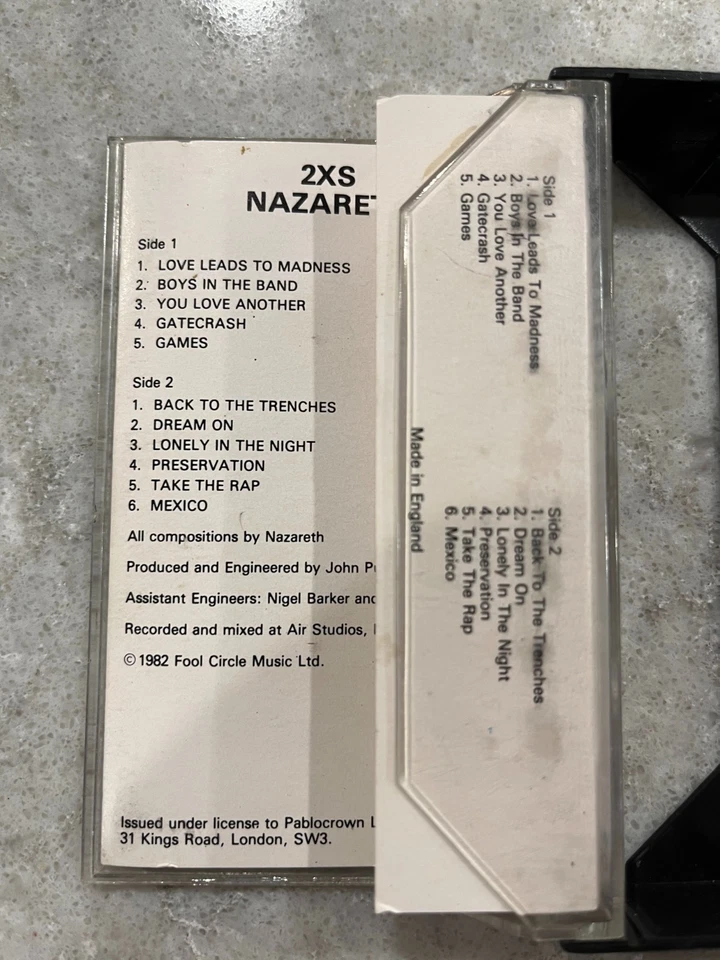 2XS
NAZARET
Side 1
1. LOVE LEADS TO MADNESS
2. BOYS IN THE BAND
3. YOU LOVE ANOTHER
4. GATECRASH
5. GAMES
Side 2
1. BACK TO THE TRENCHES
2. DREAM ON
3. LONELY IN THE NIGHT
4. PRESERVATION
5. TAKE THE RAP
6. MEXICO
All compositions by Nazareth
Produced and Engineered by John
Assistant Engineers: Nigel Barker and
Recorded and mixed at Air Studios,
© 1982 Fool Circle Music Ltd.
Issued under license to Pablocrown
31 Kings Road, London, SW3.
Side 1
1. Love Leads To Madness
2. Boys In The Band
3. You Love Another
4. Gatecrash
5. Games
Side 2
1. Back To The Trenches
2. Dream On
3. Lonely In The Night
4. Preservation
5. Take The Rap
6. Mexico
Made in England